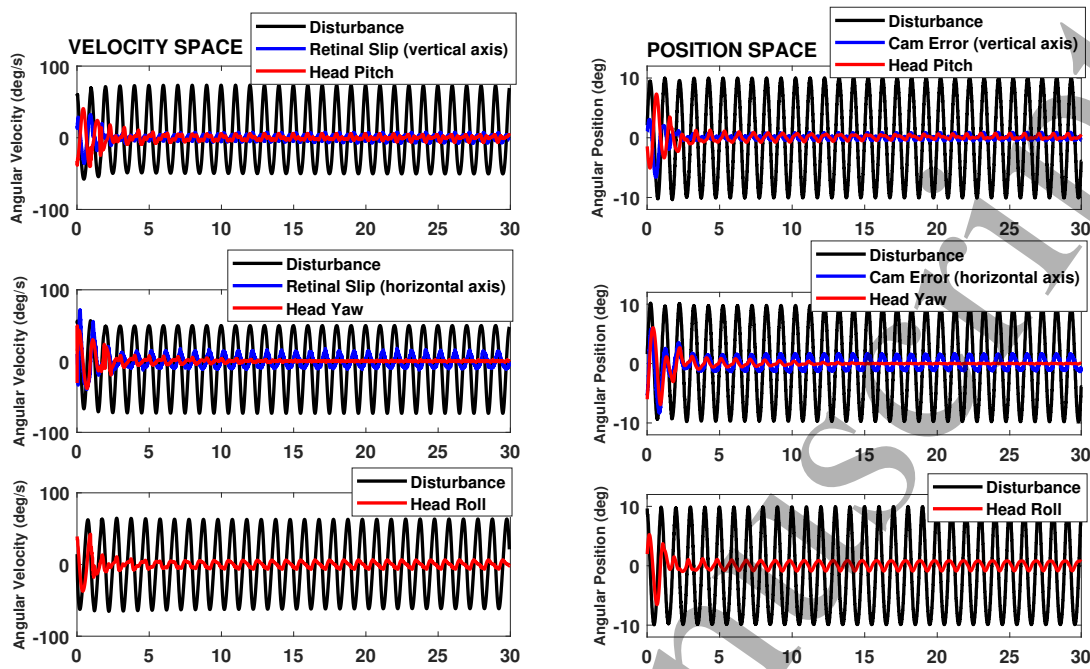 VELOCITY SPACE
Disturbance
Retinal Slip (vertical axis)
Head Pitch
Angular Velocity (deg/s)
100
0
-100
0 5 10 15 20 25 30
Disturbance
Retinal Slip (horizontal axis)
Head Yaw
Angular Velocity (deg/s)
100
0
-100
0 5 10 15 20 25 30
Disturbance
Head Roll
Angular Velocity (deg/s)
100
0
-100
0 5 10 15 20 25 30
POSITION SPACE
Disturbance
Cam Error (vertical axis)
Head Pitch
Angular Position (deg)
10
0
-10
0 5 10 15 20 25 30
Disturbance
Cam Error (horizontal axis)
Head Yaw
Angular Position (deg)
10
0
-10
0 5 10 15 20 25 30
Disturbance
Head Roll
Angular Position (deg)
10
0
-10
0 5 10 15 20 25 30